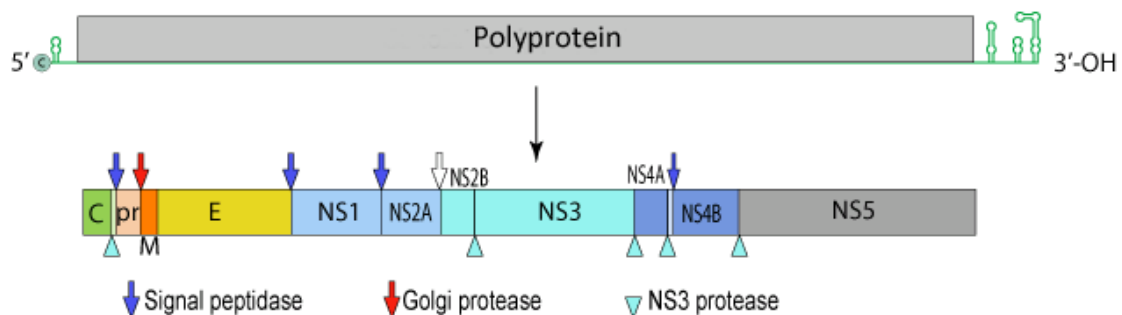 Polyprotein
5′ C 3′-OH
NS2B NS4A
C pr E NS1 NS2A NS3 NS4B NS5
M
Signal peptidase Golgi protease NS3 protease